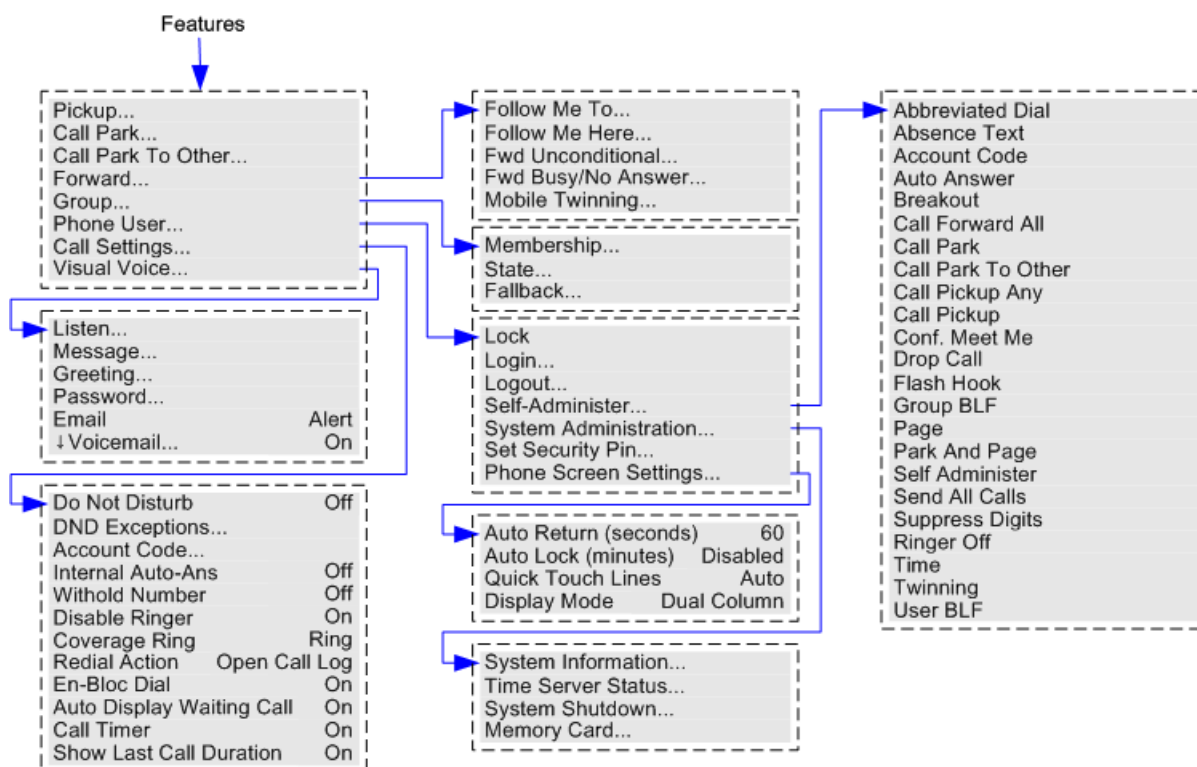 Features
Pickup...
Call Park...
Call Park To Other...
Forward...
Group...
Phone User...
Call Settings...
Visual Voice...
Listen...
Message...
Greeting...
Password...
Email Alert
↓Voicemail... On
Do Not Disturb Off
DND Exceptions...
Account Code...
Internal Auto-Ans Off
Withold Number Off
Disable Ringer On
Coverage Ring Ring
Redial Action Open Call Log
En-Bloc Dial On
Auto Display Waiting Call On
Call Timer On
Show Last Call Duration On
Follow Me To...
Follow Me Here...
Fwd Unconditional...
Fwd Busy/No Answer...
Mobile Twinning...
Membership...
State...
Fallback...
Lock
Login...
Logout...
Self-Administer...
System Administration...
Set Security Pin...
Phone Screen Settings...
Auto Return (seconds) 60
Auto Lock (minutes) Disabled
Quick Touch Lines Auto
Display Mode Dual Column
System Information...
Time Server Status...
System Shutdown...
Memory Card...
Abbreviated Dial
Absence Text
Account Code
Auto Answer
Breakout
Call Forward All
Call Park
Call Park To Other
Call Pickup Any
Call Pickup
Conf. Meet Me
Drop Call
Flash Hook
Group BLF
Page
Park And Page
Self Administer
Send All Calls
Suppress Digits
Ringer Off
Time
Twinning
User BLF